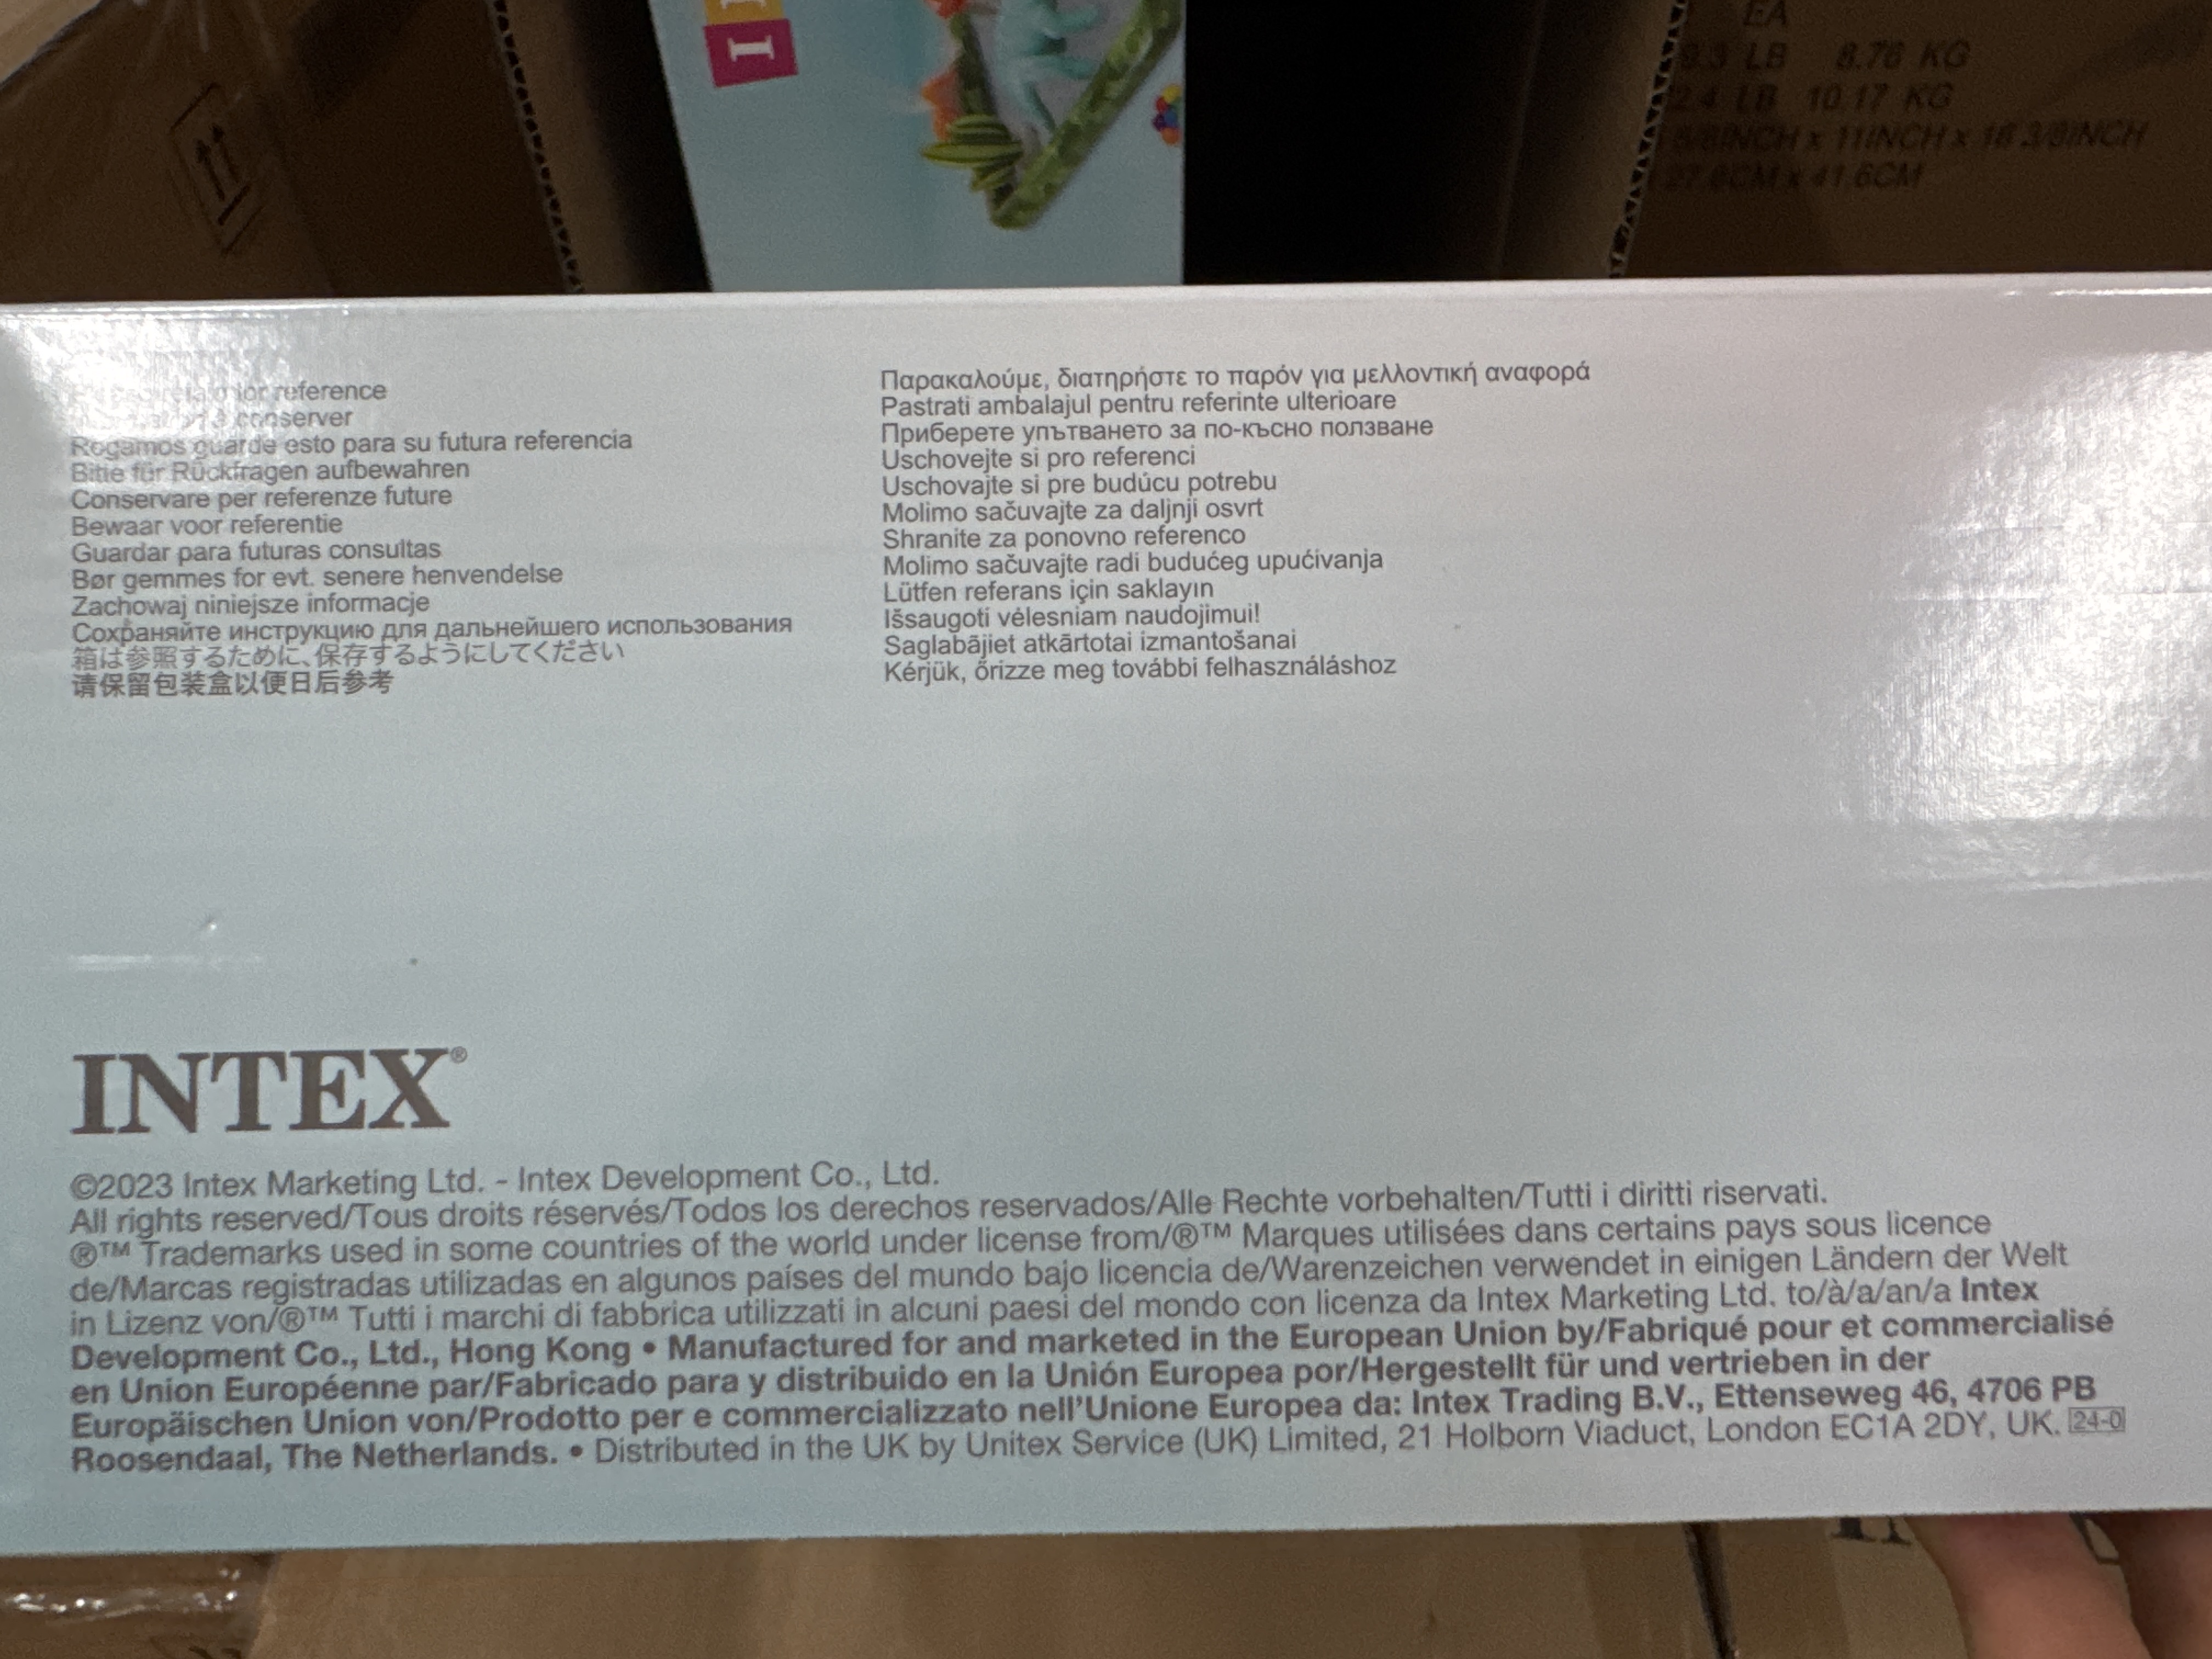 I
EA
LB 8.76 KG
LB 10.17 KG
x 11INCH x 16 3/8INCH
x 41.6CM
for reference
conserver
Rogamos guarde esto para su futura referencia
Bitte für Rückfragen aufbewahren
Conservare per referenze future
Bewaar voor referentie
Guardar para futuras consultas
Bør gemmes for evt. senere henvendelse
Zachowaj niniejsze informacje
Сохраняйте инструкцию для дальнейшего использования
箱は参照するために、保存するようにしてください
请保留包装盒以便日后参考
Παρακαλούμε, διατηρήστε το παρόν για μελλοντική αναφορά
Pastrati ambalajul pentru referinte ulterioare
Приберете упътването за по-късно ползване
Uschovejte si pro referenci
Uschovajte si pre budúcu potrebu
Molimo sačuvajte za daljnji osvrt
Shranite za ponovno referenco
Molimo sačuvajte radi budućeg upućivanja
Lütfen referans için saklayın
Išsaugoti vėlesniam naudojimui!
Saglabājiet atkārtotai izmantošanai
Kérjük, őrizze meg további felhasználáshoz
INTEX®
©2023 Intex Marketing Ltd. - Intex Development Co., Ltd.
All rights reserved/Tous droits réservés/Todos los derechos reservados/Alle Rechte vorbehalten/Tutti i diritti riservati.
®™ Trademarks used in some countries of the world under license from/®™ Marques utilisées dans certains pays sous licence
de/Marcas registradas utilizadas en algunos países del mundo bajo licencia de/Warenzeichen verwendet in einigen Ländern der Welt
in Lizenz von/®™ Tutti i marchi di fabbrica utilizzati in alcuni paesi del mondo con licenza da Intex Marketing Ltd. to/à/a/an/a Intex
Development Co., Ltd., Hong Kong • Manufactured for and marketed in the European Union by/Fabriqué pour et commercialisé
en Union Européenne par/Fabricado para y distribuido en la Unión Europea por/Hergestellt für und vertrieben in der
Europäischen Union von/Prodotto per e commercializzato nell'Unione Europea da: Intex Trading B.V., Ettenseweg 46, 4706 PB
Roosendaal, The Netherlands. • Distributed in the UK by Unitex Service (UK) Limited, 21 Holborn Viaduct, London EC1A 2DY, UK. 24-0